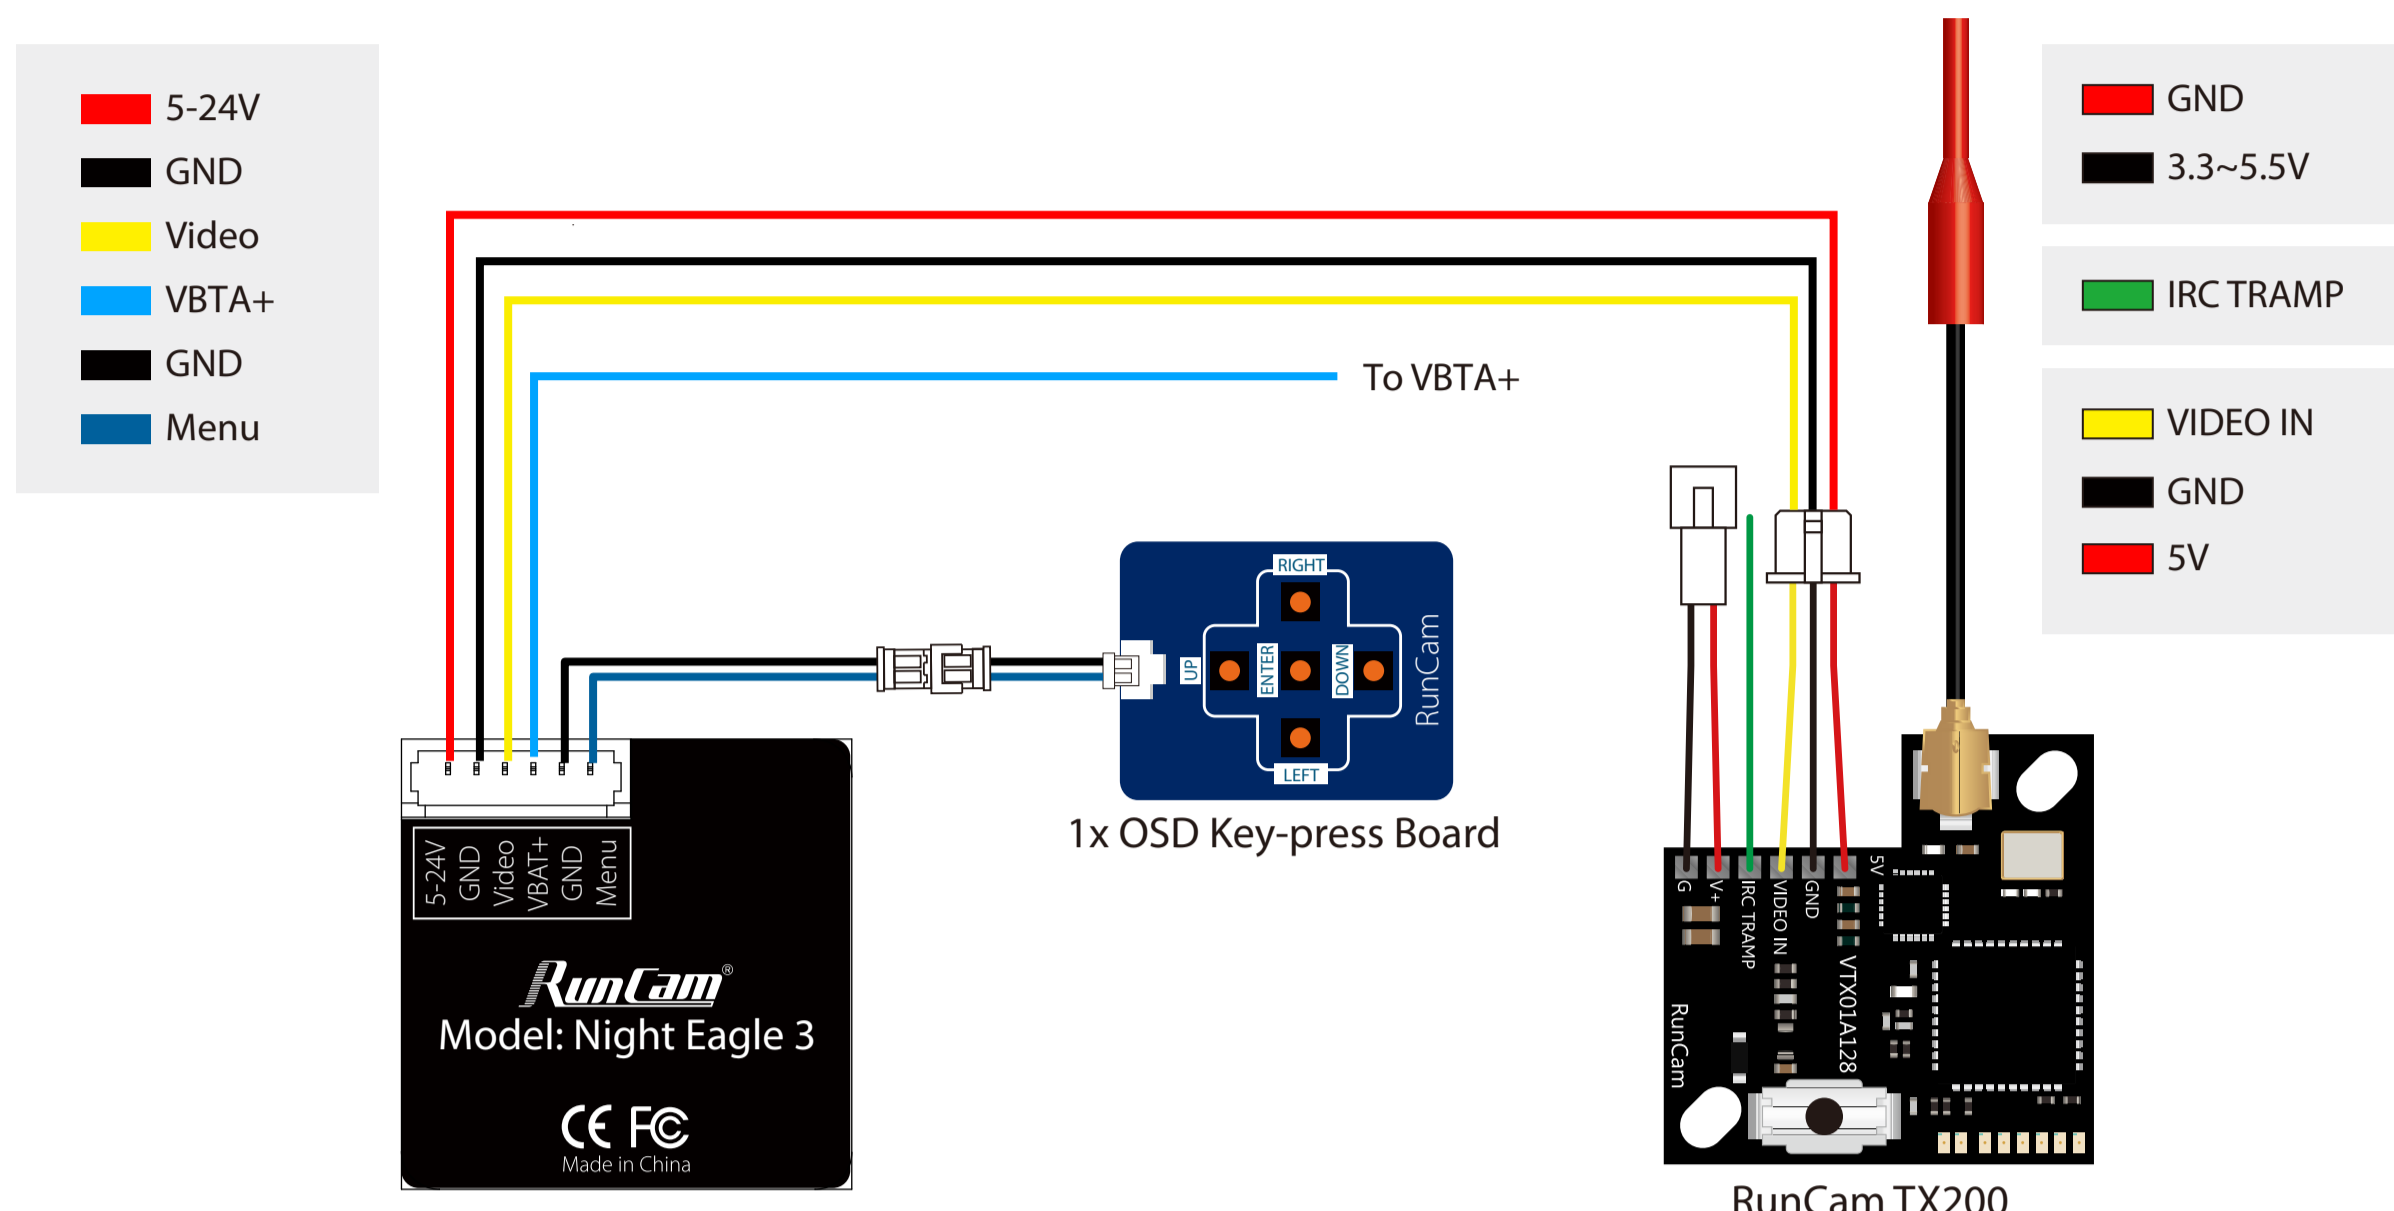 5-24V
GND
Video
VBTA+
GND
Menu
GND
3.3~5.5V
IRC TRAMP
VIDEO IN
GND
5V
To VBTA+
RIGHT
UP
ENTER
DOWN
LEFT
RunCam
1x OSD Key-press Board
5-24V
GND
Video
VBAT+
GND
Menu
RunCam®
Model: Night Eagle 3
CE FC
Made in China
G
V+
IRC TRAMP
VIDEO IN
GND
5V
VTX01A128
RunCam
RunCam TX200